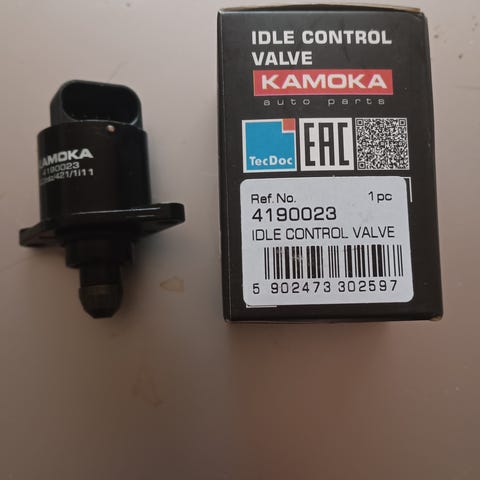 IDLE CONTROL
VALVE
KAMOKA
auto parts
TecDoc
EAC
Ref. No. 1 pc
4190023
IDLE CONTROL VALVE
5 902473 302597
KAMOKA
4190023